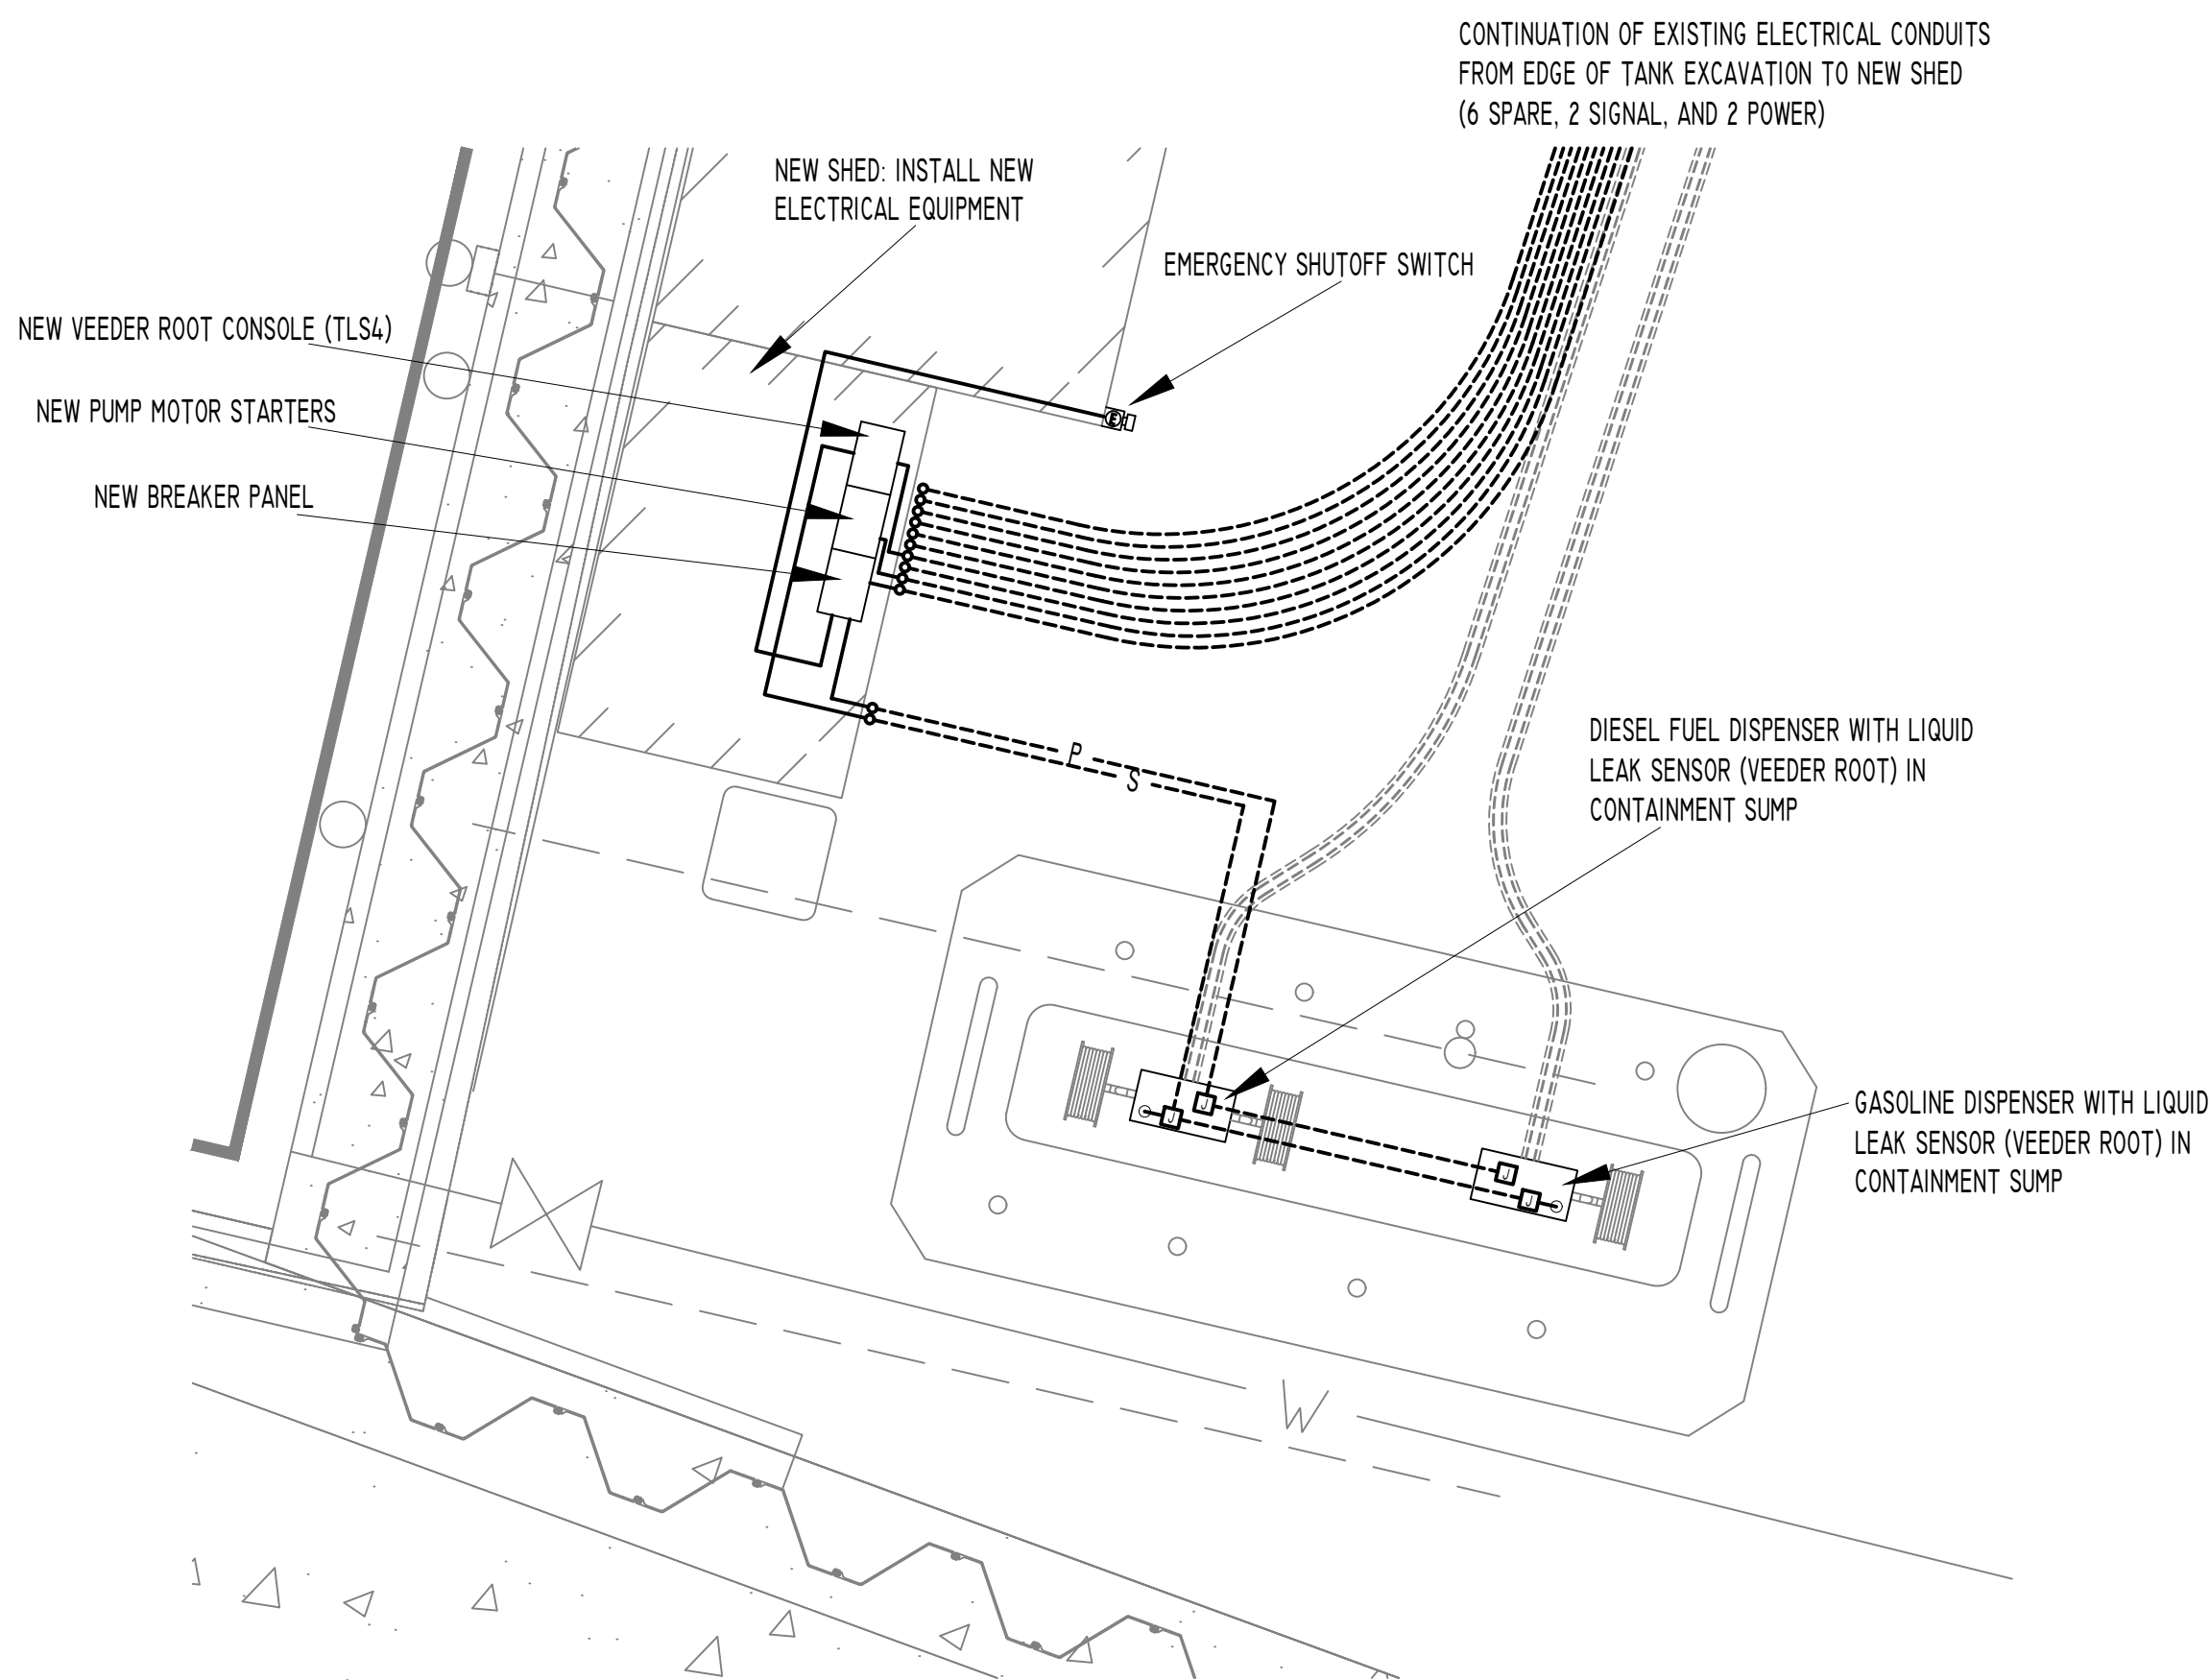 CONTINUATION OF EXISTING ELECTRICAL CONDUITS
FROM EDGE OF TANK EXCAVATION TO NEW SHED
(6 SPARE, 2 SIGNAL, AND 2 POWER)
NEW SHED: INSTALL NEW
ELECTRICAL EQUIPMENT
EMERGENCY SHUTOFF SWITCH
NEW VEEDER ROOT CONSOLE (TLS4)
NEW PUMP MOTOR STARTERS
E
NEW BREAKER PANEL
DIESEL FUEL DISPENSER WITH LIQUID
LEAK SENSOR (VEEDER ROOT) IN
CONTAINMENT SUMP
P
S
GASOLINE DISPENSER WITH LIQUID
LEAK SENSOR (VEEDER ROOT) IN
CONTAINMENT SUMP
J
J
J
J
W